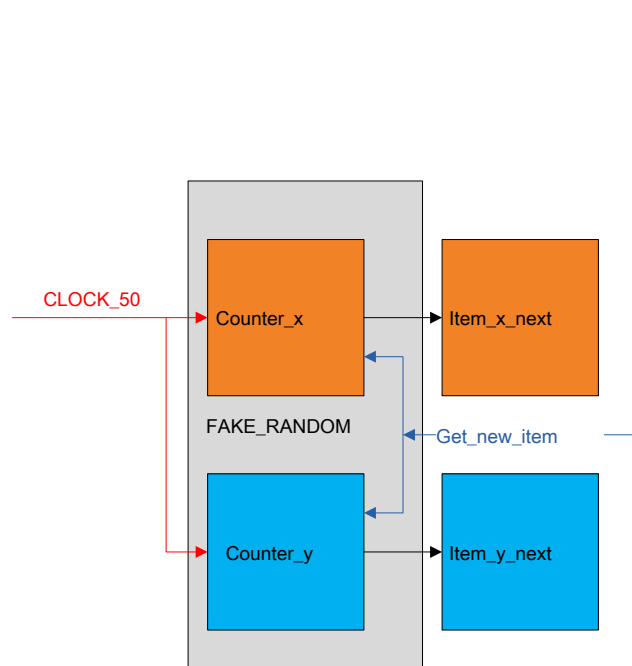 CLOCK_50
Counter_x
Item_x_next
FAKE_RANDOM
Get_new_item
Counter_y
Item_y_next